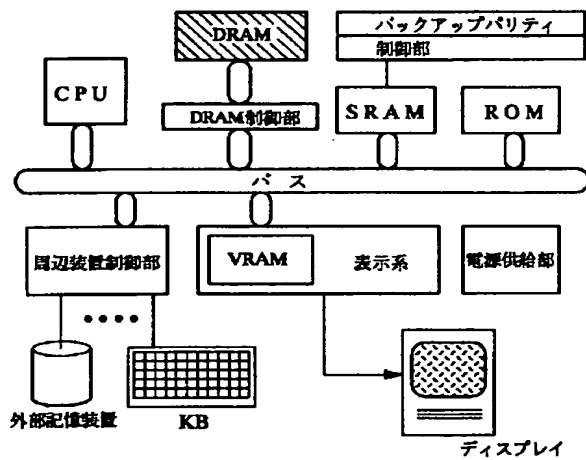 DRAM
バックアップパリティ
制御部
CPU
DRAM制御部
SRAM
ROM
バス
周辺装置制御部
VRAM
表示系
電源供給部
外部記憶装置
KB
ディスプレイ